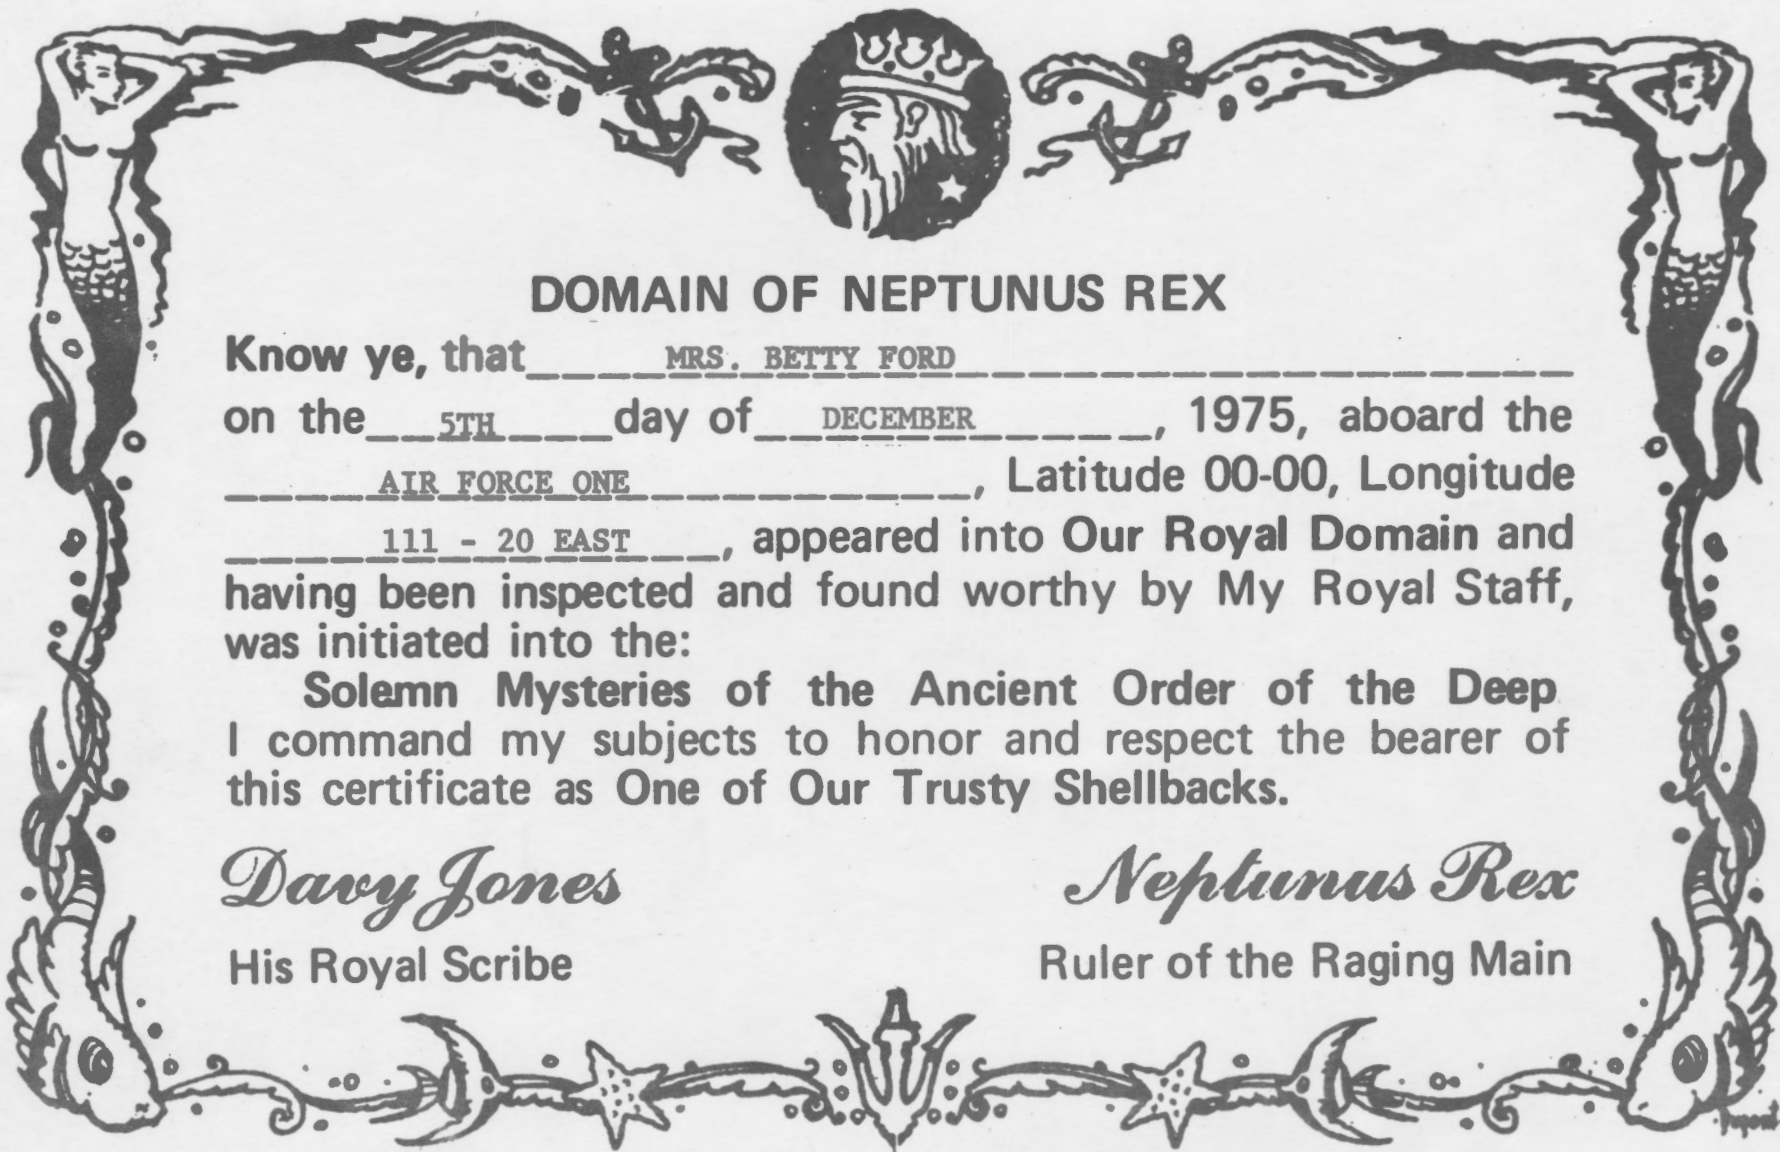 DOMAIN OF NEPTUNUS REX
Know ye, that MRS. BETTY FORD
on the 5TH day of DECEMBER, 1975, aboard the
AIR FORCE ONE, Latitude 00-00, Longitude
111 - 20 EAST, appeared into Our Royal Domain and
having been inspected and found worthy by My Royal Staff,
was initiated into the:
Solemn Mysteries of the Ancient Order of the Deep
I command my subjects to honor and respect the bearer of
this certificate as One of Our Trusty Shellbacks.
Davy Jones Neptunus Rex
His Royal Scribe Ruler of the Raging Main